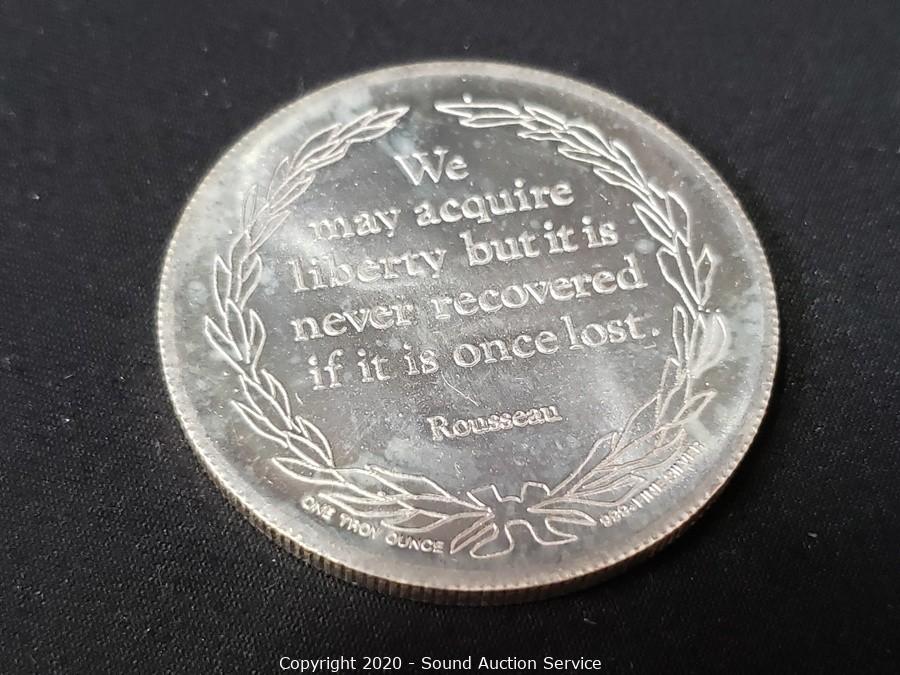 We
may acquire
liberty but it is
never recovered
if it is once lost.
Rousseau
ONE TROY OUNCE
.999 FINE SILVER
Copyright 2020 - Sound Auction Service